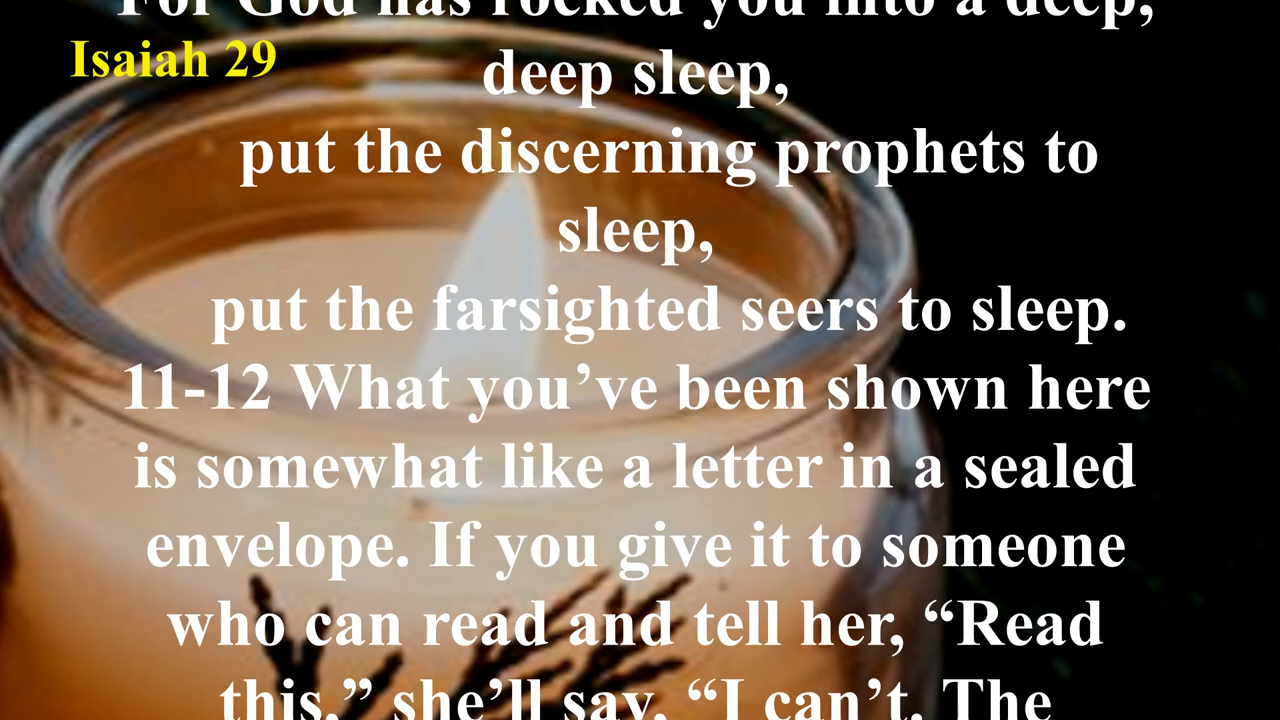 For God has rocked you into a deep,
Isaiah 29
deep sleep,
put the discerning prophets to
sleep,
put the farsighted seers to sleep.
11-12 What you’ve been shown here
is somewhat like a letter in a sealed
envelope. If you give it to someone
who can read and tell her, “Read
this,” she’ll say, “I can’t. The